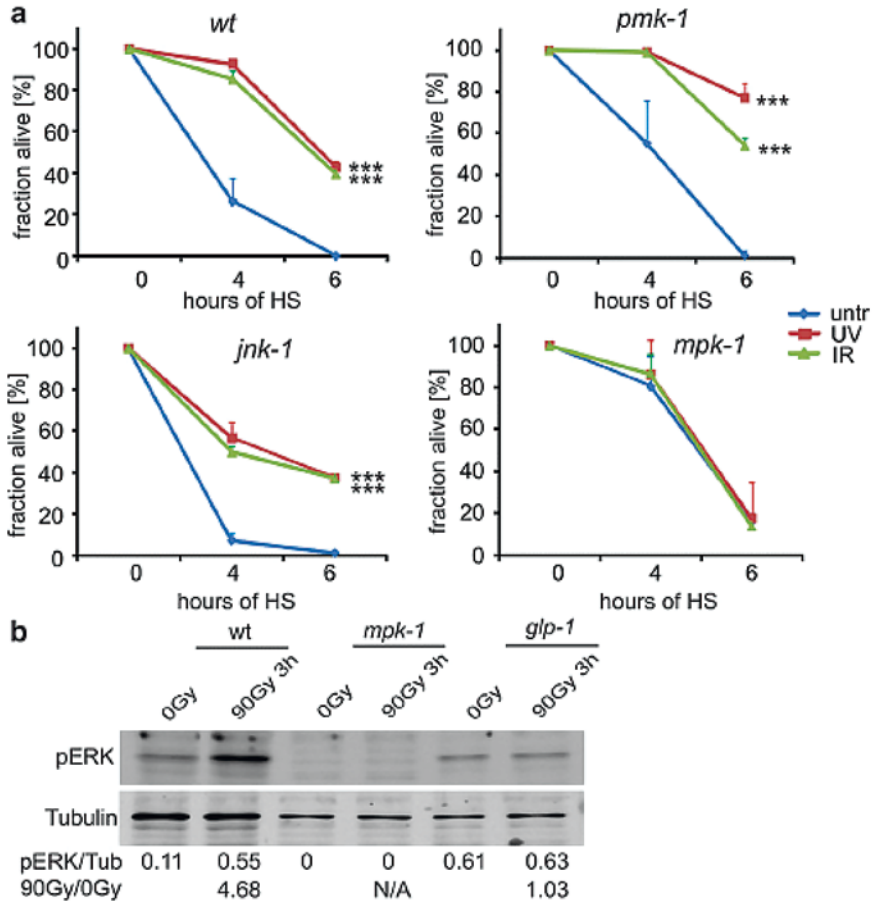 a
wt
fraction alive [%]
100
80
60
40
20
0
0 4 6
hours of HS
***
***
pmk-1
fraction alive [%]
100
80
60
40
20
0
0 4 6
hours of HS
***
***
jnk-1
fraction alive [%]
100
80
60
40
20
0
0 4 6
hours of HS
***
***
mpk-1
fraction alive [%]
100
80
60
40
20
0
0 4 6
hours of HS
untr
UV
IR
b
wt mpk-1 glp-1
0Gy 90Gy 3h 0Gy 90Gy 3h 0Gy 90Gy 3h
pERK
Tubulin
pERK/Tub 0.11 0.55 0 0 0.61 0.63
90Gy/0Gy 4.68 N/A 1.03